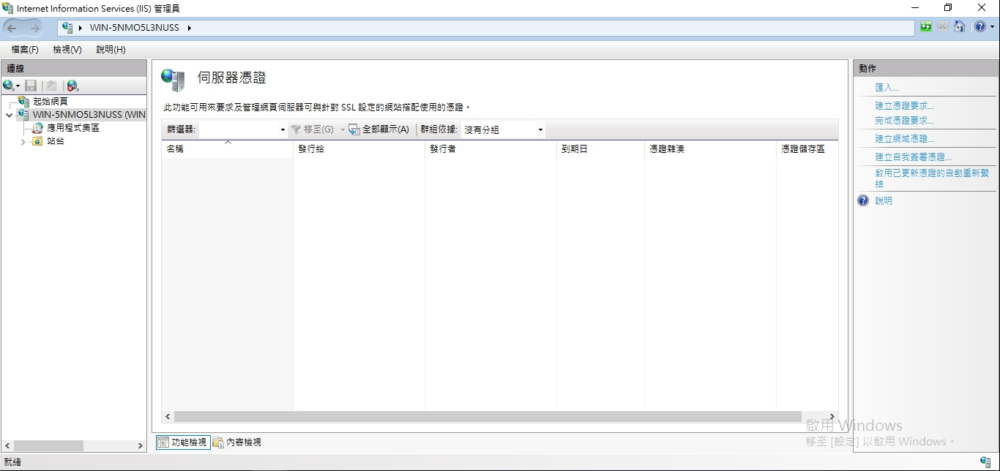 Internet Information Services (IIS) 管理員
WIN-5NMO5L3NUSS
檔案(F) 檢視(V) 說明(H)
連線
起始網頁
WIN-5NMO5L3NUSS (WIN
應用程式集區
站台
伺服器憑證
此功能可用來要求及管理網頁伺服器可與針對 SSL 設定的網站搭配使用的憑證。
篩選器: 移至(G) 全部顯示(A) 群組依據: 沒有分組
名稱 發行給 發行者 到期日 憑證雜湊 憑證儲存區
功能檢視 內容檢視
動作
匯入...
建立憑證要求...
完成憑證要求...
建立網域憑證...
建立自我簽署憑證...
啟用已更新憑證的自動重新繫
結
說明
啟用 Windows
移至 [設定] 以啟用 Windows。
就緒